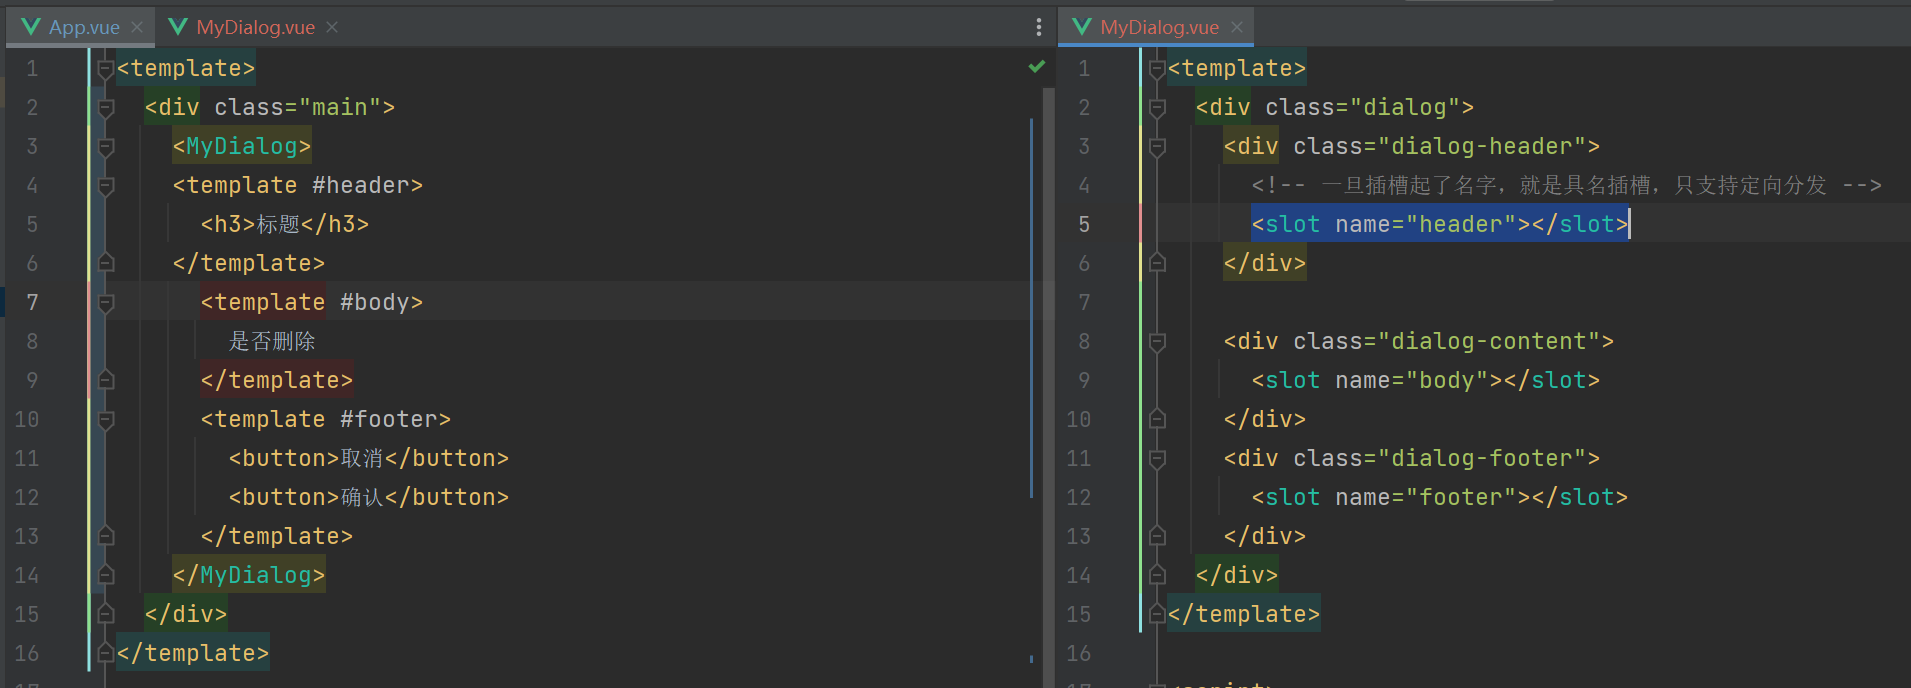 App.vue
MyDialog.vue
1 <template>
2 <div class="main">
3 <MyDialog>
4 <template #header>
5 <h3>标题</h3>
6 </template>
7 <template #body>
8 是否删除
9 </template>
10 <template #footer>
11 <button>取消</button>
12 <button>确认</button>
13 </template>
14 </MyDialog>
15 </div>
16 </template>
MyDialog.vue
1 <template>
2 <div class="dialog">
3 <div class="dialog-header">
4 <!-- 一旦插槽起了名字，就是具名插槽，只支持定向分发 -->
5 <slot name="header"></slot>
6 </div>
7
8 <div class="dialog-content">
9 <slot name="body"></slot>
10 </div>
11 <div class="dialog-footer">
12 <slot name="footer"></slot>
13 </div>
14 </div>
15 </template>
16